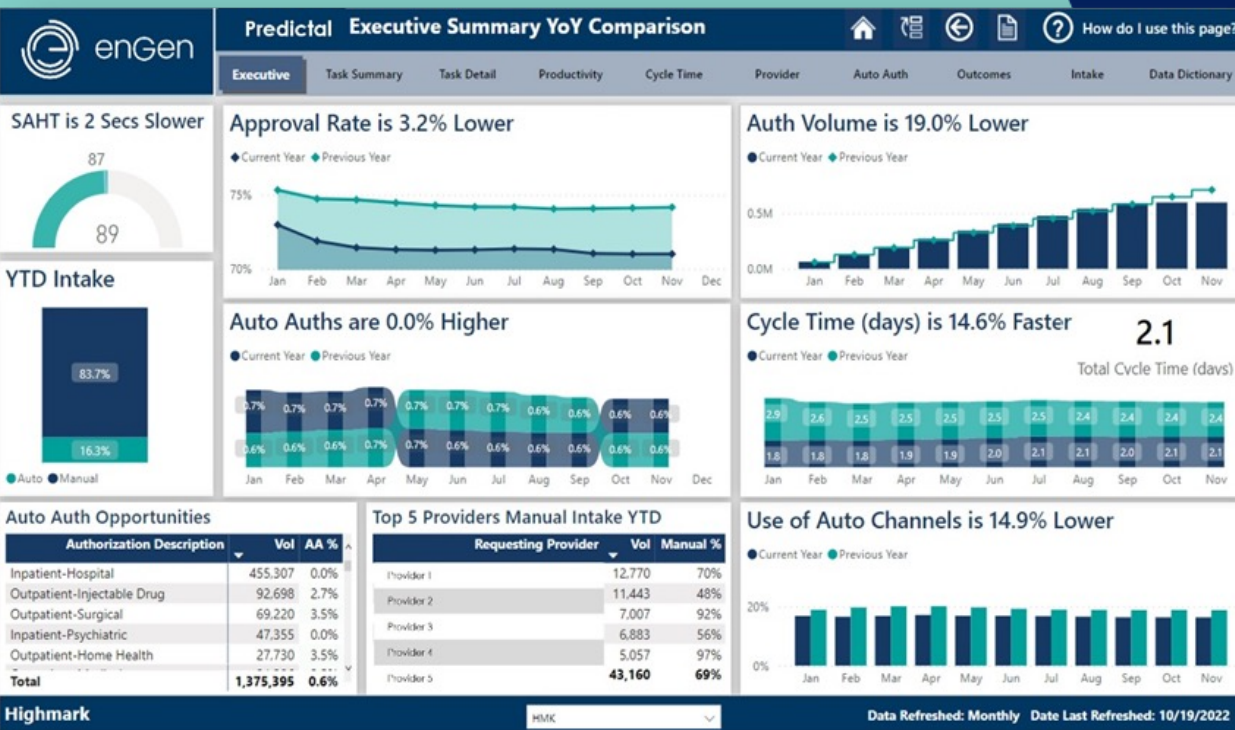 enGen
Predictal Executive Summary YoY Comparison
How do I use this page?
Executive Task Summary Task Detail Productivity Cycle Time Provider Auto Auth Outcomes Intake Data Dictionary
SAHT is 2 Secs Slower
87
89
YTD Intake
83.7%
16.3%
Auto Manual
Approval Rate is 3.2% Lower
Current Year Previous Year
75%
70%
Jan Feb Mar Apr May Jun Jul Aug Sep Oct Nov Dec
Auth Volume is 19.0% Lower
Current Year Previous Year
0.5M
0.0M
Jan Feb Mar Apr May Jun Jul Aug Sep Oct Nov
Auto Auths are 0.0% Higher
Current Year Previous Year
0.7% 0.7% 0.7% 0.7% 0.7% 0.7% 0.7% 0.6% 0.6% 0.6% 0.6%
0.6% 0.6% 0.6% 0.7% 0.7% 0.6% 0.6% 0.6% 0.6% 0.6% 0.6%
Jan Feb Mar Apr May Jun Jul Aug Sep Oct Nov Dec
Cycle Time (days) is 14.6% Faster
2.1
Total Cycle Time (days)
Current Year Previous Year
2.9 2.6 2.5 2.5 2.5 2.5 2.5 2.4 2.4 2.4 2.4
1.8 1.8 1.8 1.9 1.9 2.0 2.1 2.1 2.0 2.1 2.1
Jan Feb Mar Apr May Jun Jul Aug Sep Oct Nov
Auto Auth Opportunities
Authorization Description Vol AA %
Inpatient-Hospital 455,307 0.0%
Outpatient-Injectable Drug 92,698 2.7%
Outpatient-Surgical 69,220 3.5%
Inpatient-Psychiatric 47,355 0.0%
Outpatient-Home Health 27,730 3.5%
Total 1,375,395 0.6%
Top 5 Providers Manual Intake YTD
Requesting Provider Vol Manual %
Provider 1 12,770 70%
Provider 2 11,443 48%
Provider 3 7,007 92%
Provider 4 6,883 56%
Provider 5 5,057 97%
43,160 69%
Use of Auto Channels is 14.9% Lower
Current Year Previous Year
20%
0%
Jan Feb Mar Apr May Jun Jul Aug Sep Oct Nov
Highmark
HMK
Data Refreshed: Monthly Date Last Refreshed: 10/19/2022